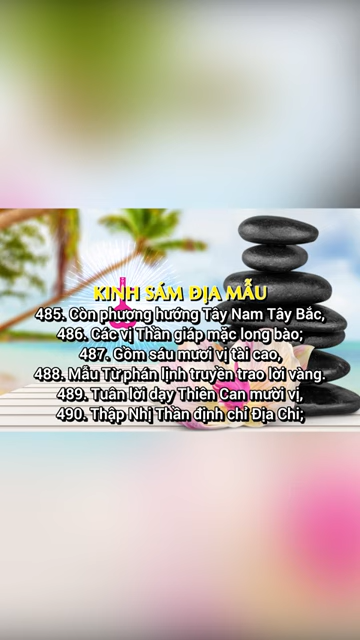 KINH SÁM ĐỊA MẪU
485. Còn phương hướng Tây Nam Tây Bắc,
486. Các vị Thần giáp mặc long bào;
487. Gồm sáu mươi vị tài cao,
488. Mẫu Từ phán lịnh truyền trao lời vàng.
489. Tuân lời dạy Thiên Can mười vị,
490. Thập Nhị Thần định chỉ Địa Chi;